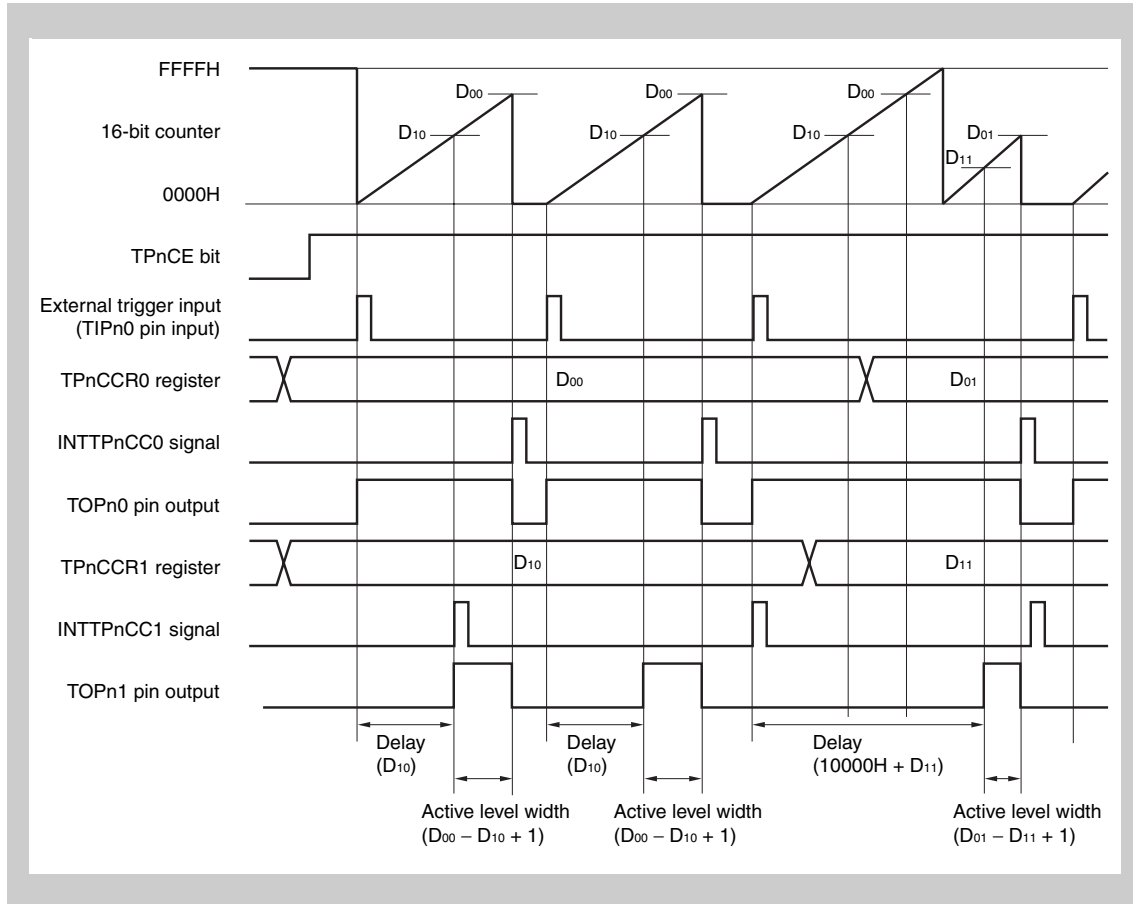 FFFFH
D00
D00
D00
16-bit counter
D10
D10
D10
D01
D11
0000H
TPnCE bit
External trigger input
(TIPn0 pin input)
TPnCCR0 register
D00
D01
INTTPnCC0 signal
TOPn0 pin output
TPnCCR1 register
D10
D11
INTTPnCC1 signal
TOPn1 pin output
Delay
(D10)
Delay
(D10)
Delay
(10000H + D11)
Active level width
(D00 − D10 + 1)
Active level width
(D00 − D10 + 1)
Active level width
(D01 − D11 + 1)